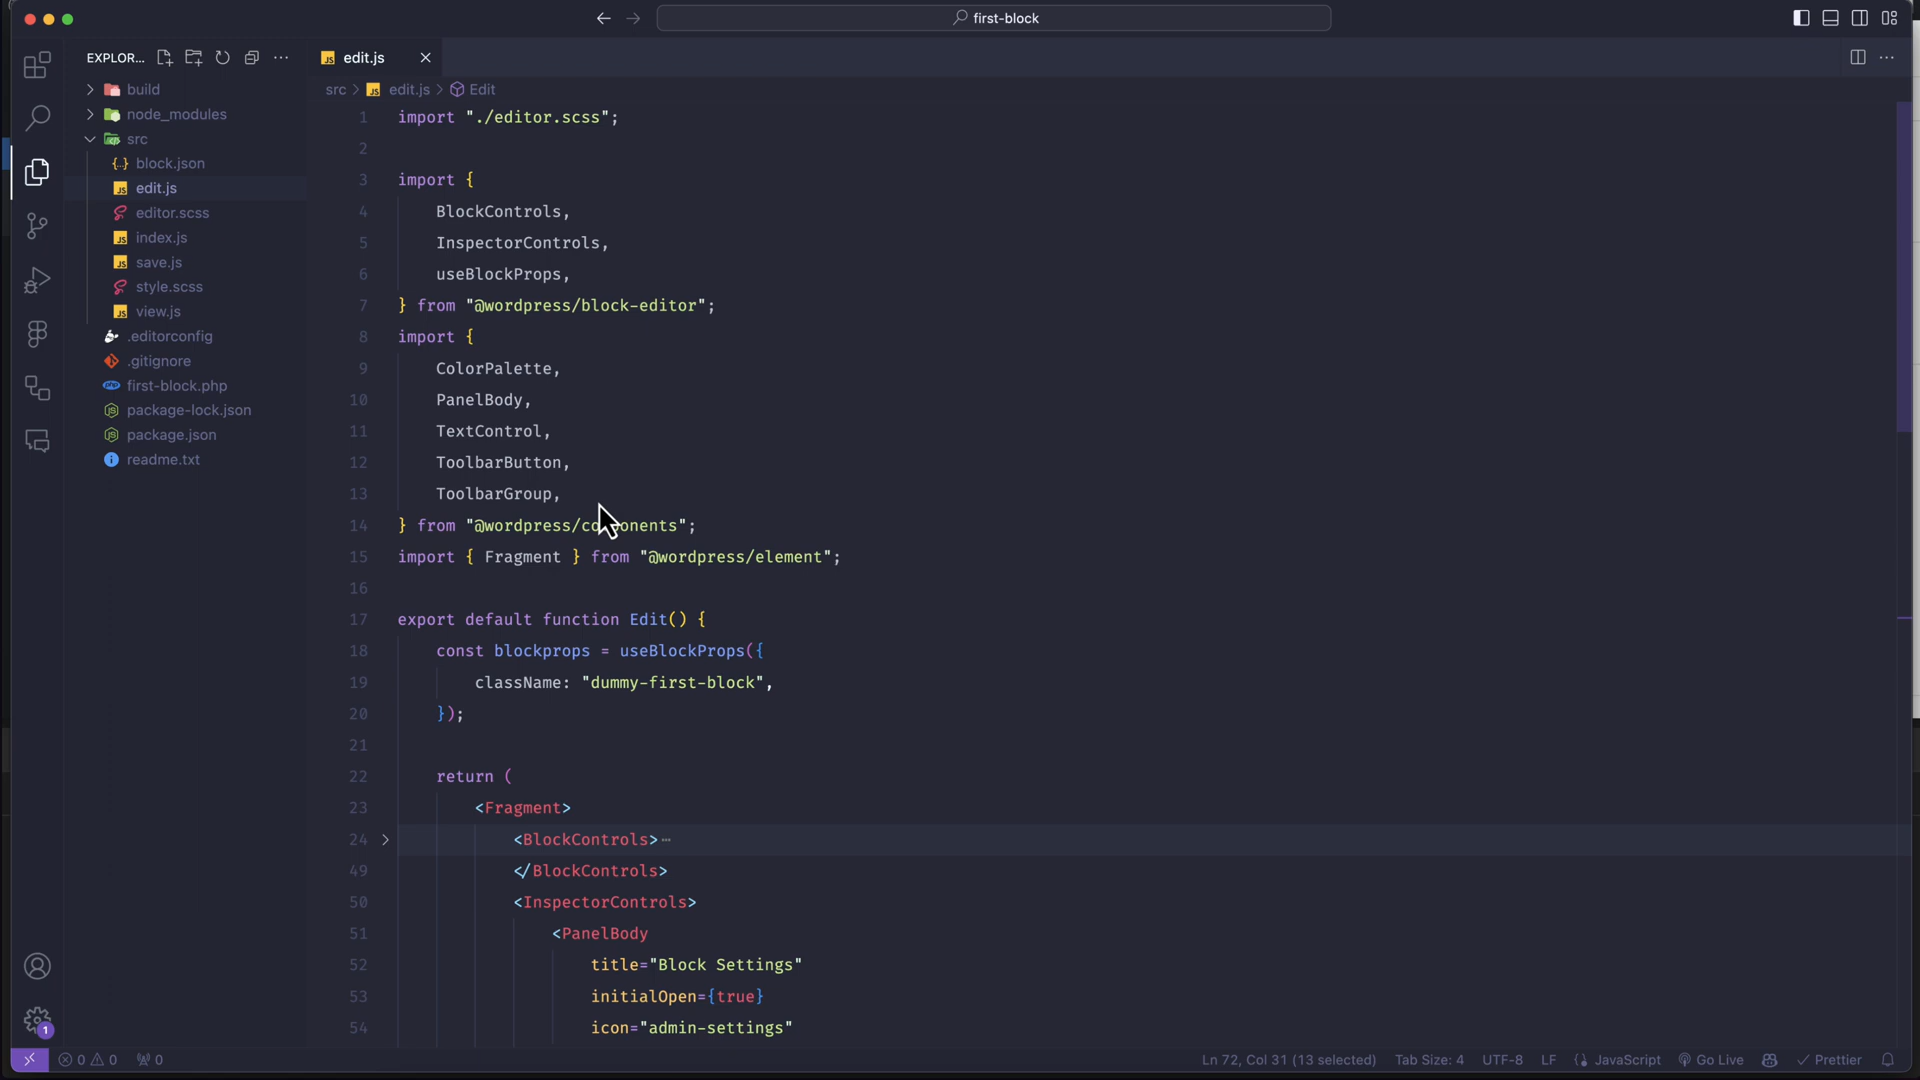 first-block
EXPLOR...
build
node_modules
src
block.json
edit.js
editor.scss
index.js
save.js
style.scss
view.js
.editorconfig
.gitignore
first-block.php
package-lock.json
package.json
readme.txt
edit.js
src > edit.js > Edit
1 import "./editor.scss";
2
3 import {
4 BlockControls,
5 InspectorControls,
6 useBlockProps,
7 } from "@wordpress/block-editor";
8 import {
9 ColorPalette,
10 PanelBody,
11 TextControl,
12 ToolbarButton,
13 ToolbarGroup,
14 } from "@wordpress/components";
15 import { Fragment } from "@wordpress/element";
16
17 export default function Edit() {
18 const blockprops = useBlockProps({
19 className: "dummy-first-block",
20 });
21
22 return (
23 <Fragment>
24 <BlockControls>…
49 </BlockControls>
50 <InspectorControls>
51 <PanelBody
52 title="Block Settings"
53 initialOpen={true}
54 icon="admin-settings"
1
0 0 0
Ln 72, Col 31 (13 selected) Tab Size: 4 UTF-8 LF {} JavaScript Go Live Prettier